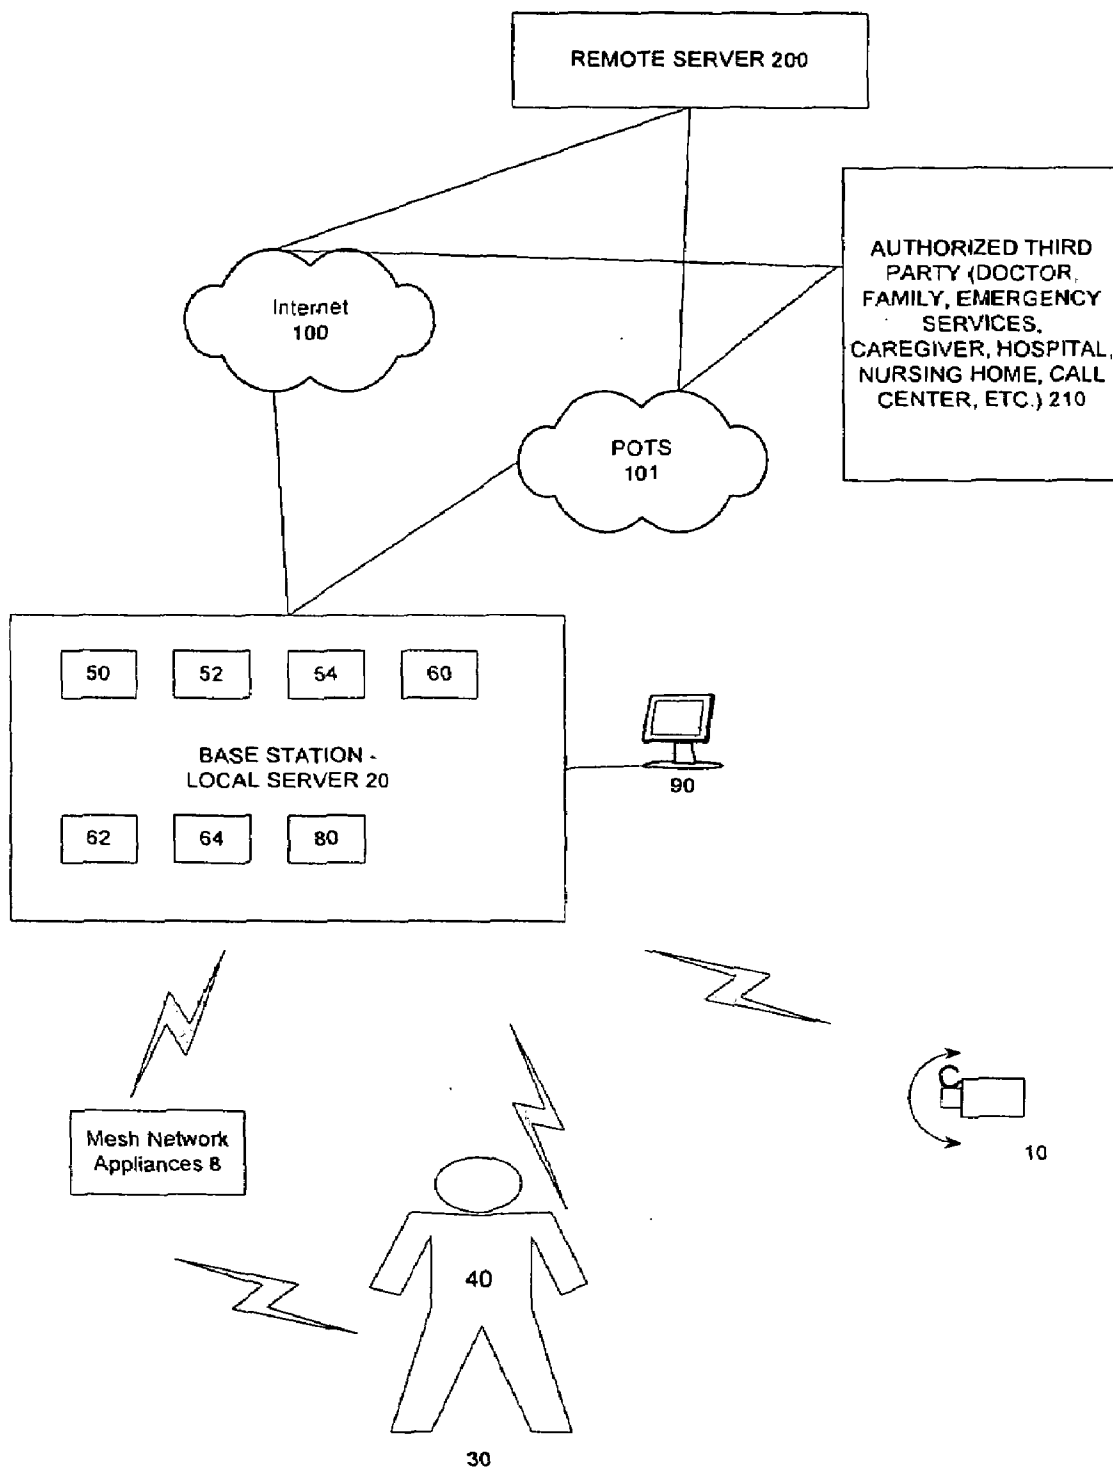 REMOTE SERVER 200
AUTHORIZED THIRD
PARTY (DOCTOR,
FAMILY, EMERGENCY
SERVICES,
CAREGIVER, HOSPITAL,
NURSING HOME, CALL
CENTER, ETC.) 210
Internet
100
POTS
101
50
52
54
60
BASE STATION -
LOCAL SERVER 20
90
62
64
80
Mesh Network
Appliances 8
10
40
30